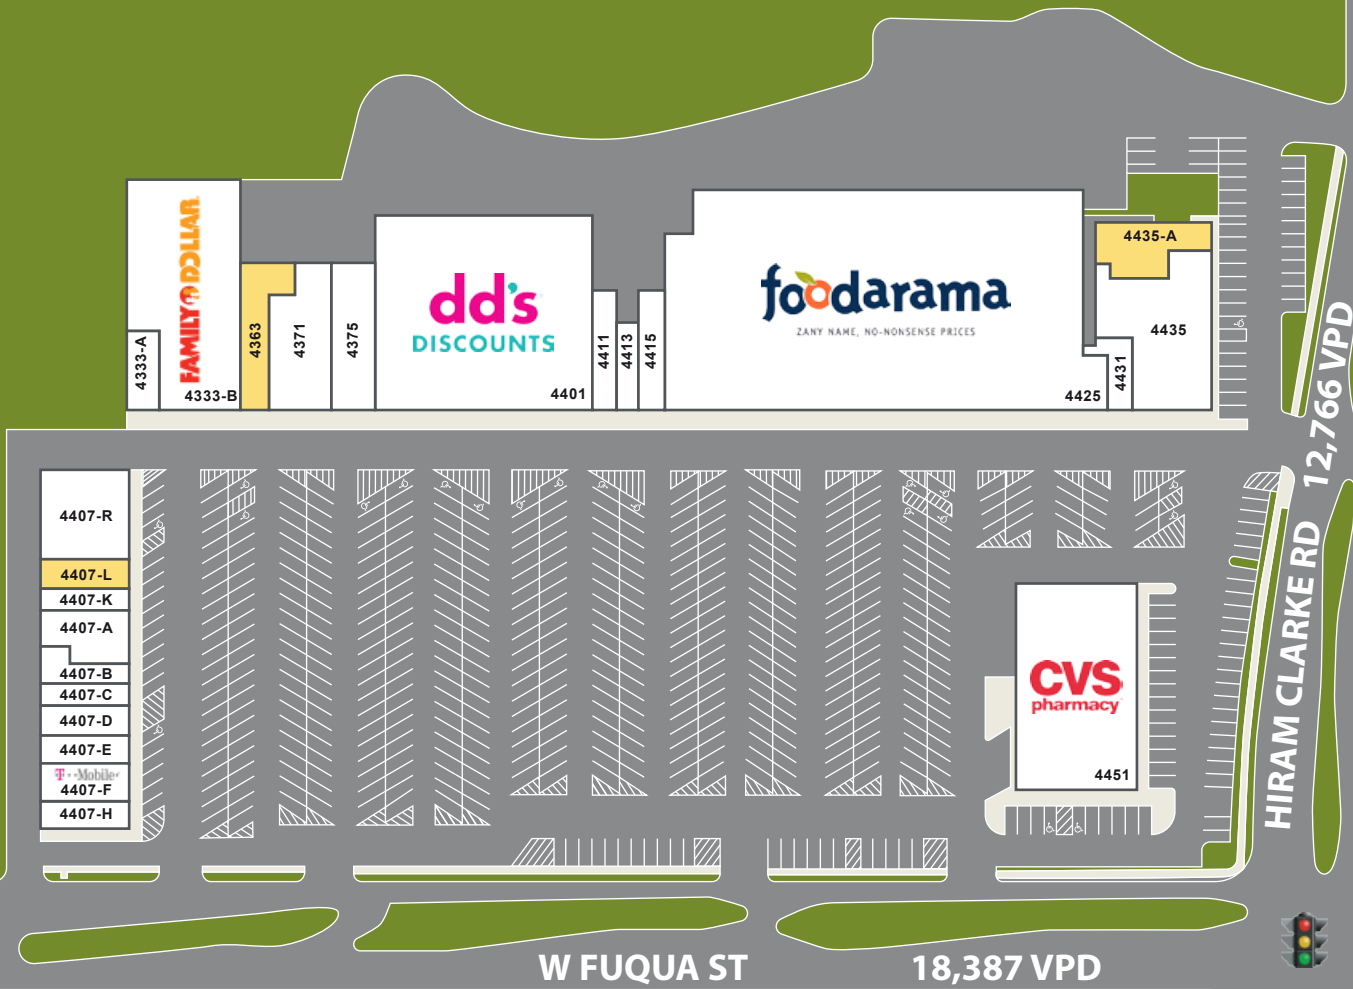 4333-A
FAMILY DOLLAR
4333-B
4363
4371
4375
dd's
DISCOUNTS
4401
4411
4413
4415
foodarama
ZANY NAME, NO-NONSENSE PRICES
4425
4431
4435-A
4435
4407-R
4407-L
4407-K
4407-A
4407-B
4407-C
4407-D
4407-E
T··Mobile
4407-F
4407-H
CVS
pharmacy
4451
HIRAM CLARKE RD 12,766 VPD
W FUQUA ST 18,387 VPD